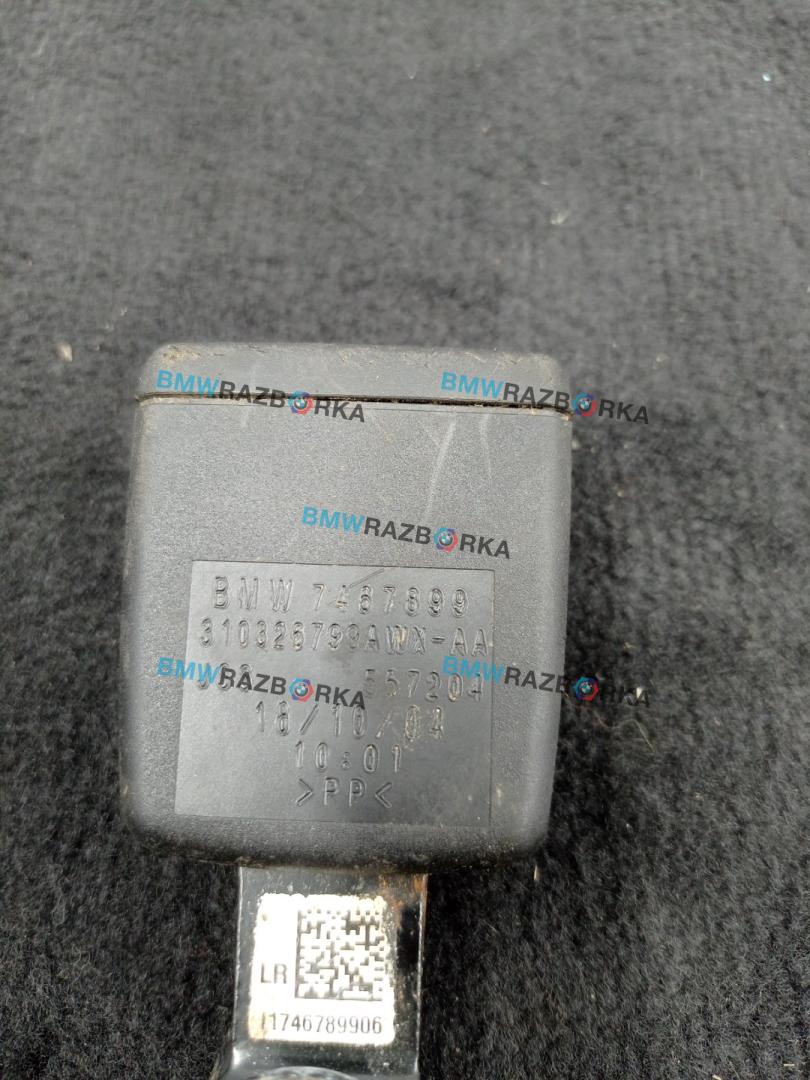 BMWRAZBORKA BMWRAZBORKA
BMWRAZBORKA
BMW 7467899
310326799AWX-AA
BMWRAZBORKA BMWRAZBORKA
557204
18/10/04
10:01
>PP<
LR
1746789906